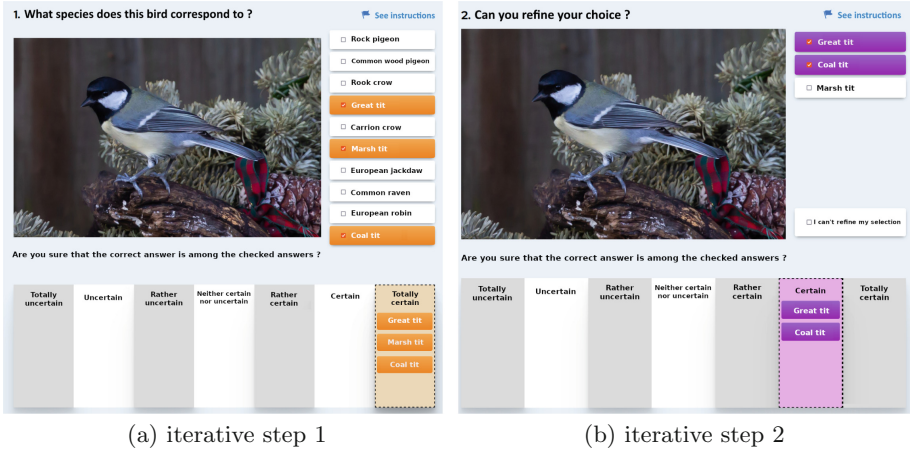 1. What species does this bird correspond to ?
See instructions
Rock pigeon
Common wood pigeon
Rook crow
Great tit
Carrion crow
Marsh tit
European jackdaw
Common raven
European robin
Coal tit
Are you sure that the correct answer is among the checked answers ?
Totally
uncertain
Uncertain
Rather
uncertain
Neither certain
nor uncertain
Rather
certain
Certain
Totally
certain
Great tit
Marsh tit
Coal tit
(a) iterative step 1
2. Can you refine your choice ?
See instructions
Great tit
Coal tit
Marsh tit
I can't refine my selection
Are you sure that the correct answer is among the checked answers ?
Totally
uncertain
Uncertain
Rather
uncertain
Neither certain
nor uncertain
Rather
certain
Certain
Totally
certain
Great tit
Coal tit
(b) iterative step 2